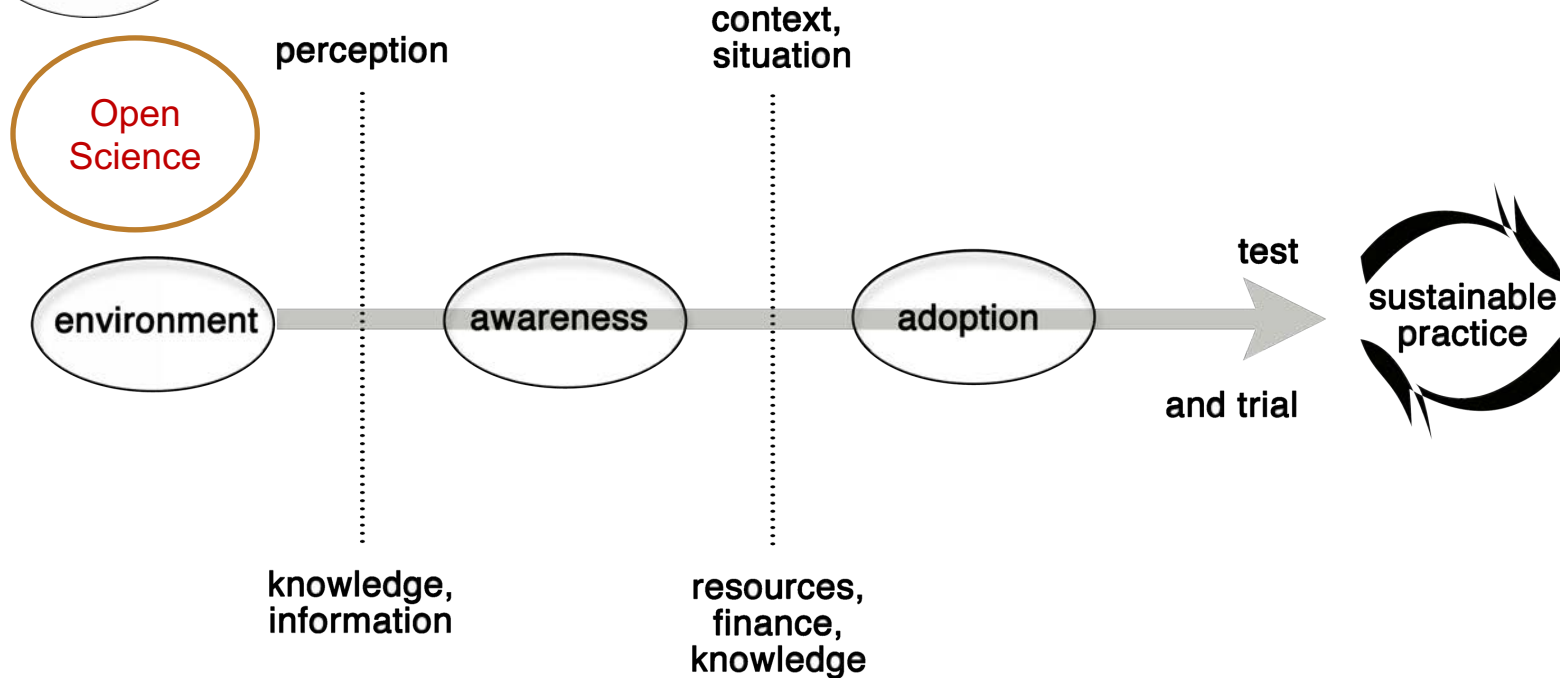 context,
situation
perception
Open
Science
test
environment
awareness
adoption
sustainable
practice
and trial
knowledge,
information
resources,
finance,
knowledge